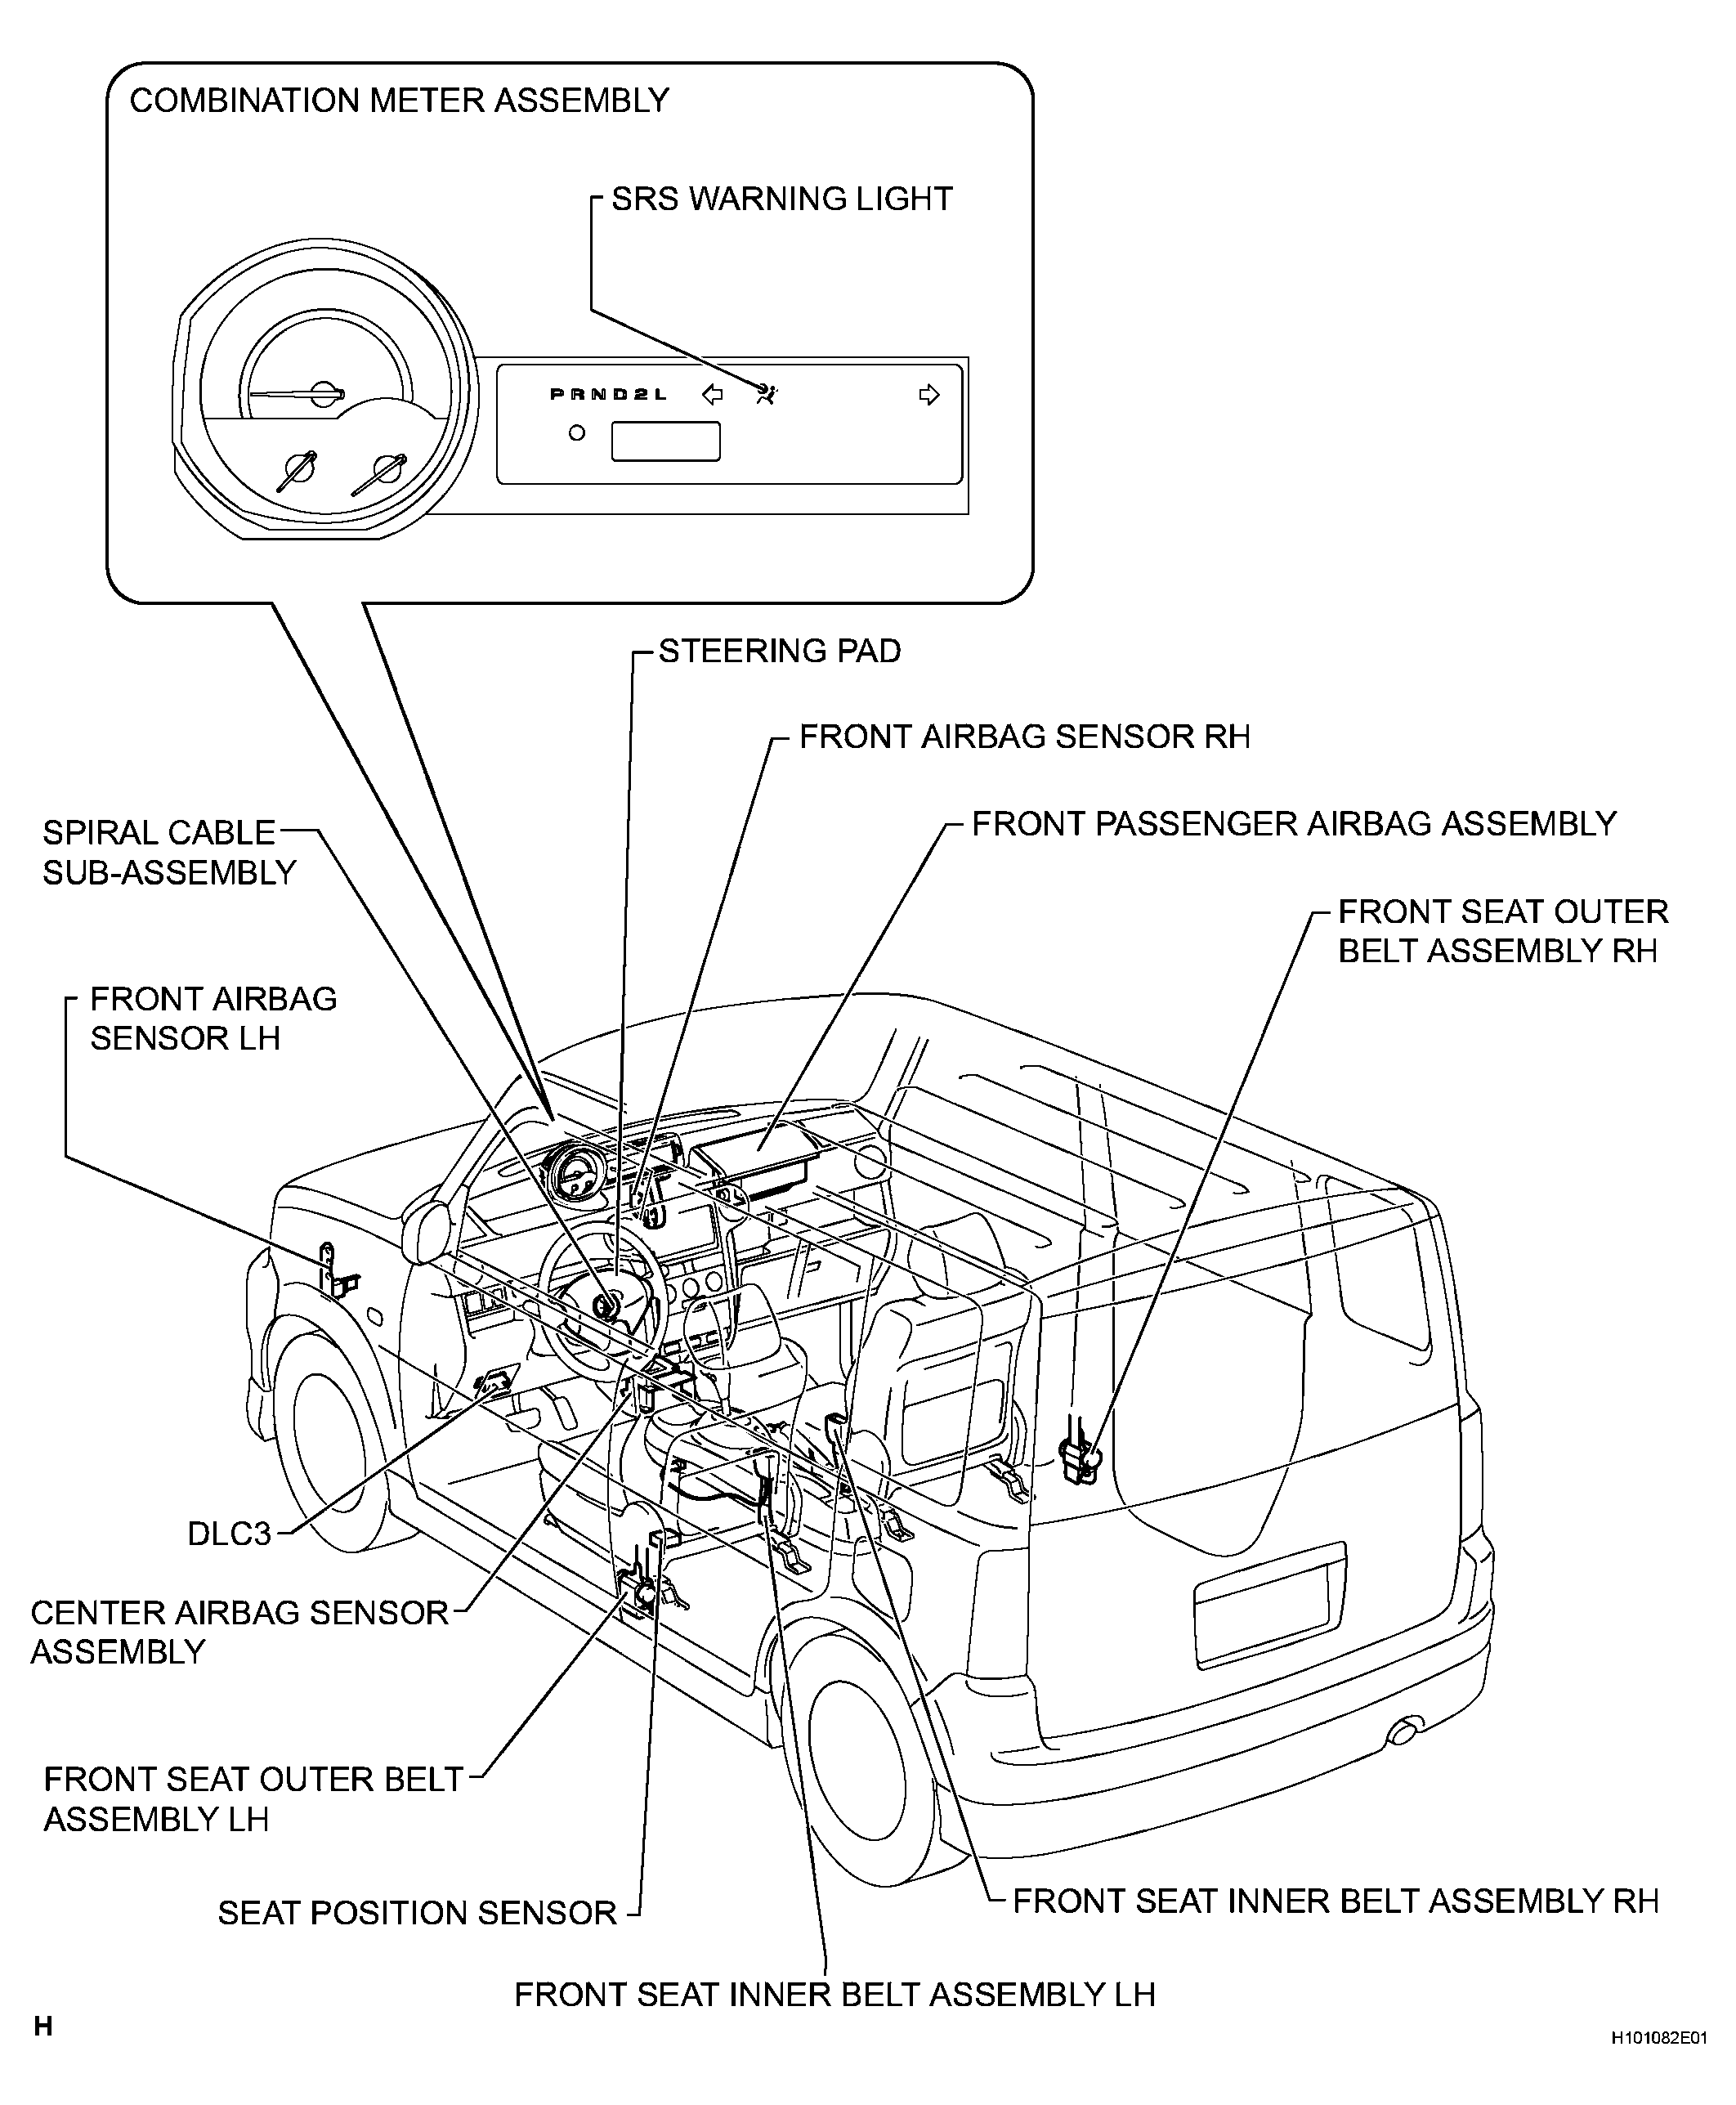 COMBINATION METER ASSEMBLY
SRS WARNING LIGHT
P R N D 2 L
STEERING PAD
FRONT AIRBAG SENSOR RH
SPIRAL CABLE
SUB-ASSEMBLY
FRONT PASSENGER AIRBAG ASSEMBLY
FRONT SEAT OUTER
BELT ASSEMBLY RH
FRONT AIRBAG
SENSOR LH
DLC3
CENTER AIRBAG SENSOR
ASSEMBLY
FRONT SEAT OUTER BELT
ASSEMBLY LH
SEAT POSITION SENSOR
FRONT SEAT INNER BELT ASSEMBLY RH
FRONT SEAT INNER BELT ASSEMBLY LH
H
H101082E01